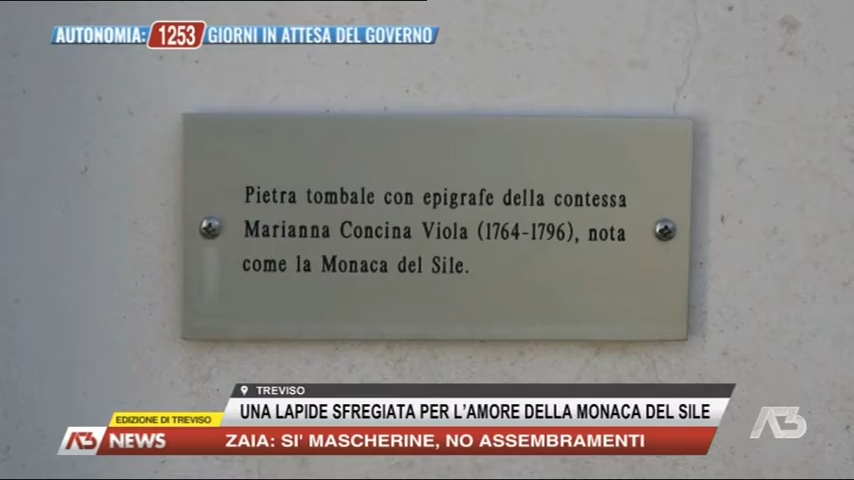 AUTONOMIA: 1253 GIORNI IN ATTESA DEL GOVERNO
Pietra tombale con epigrafe della contessa
Marianna Concina Viola (1764-1796), nota
come la Monaca del Sile.
TREVISO
UNA LAPIDE SFREGIATA PER L'AMORE DELLA MONACA DEL SILE
EDIZIONE DI TREVISO
A3 NEWS
ZAIA: SI' MASCHERINE, NO ASSEMBRAMENTI
A3